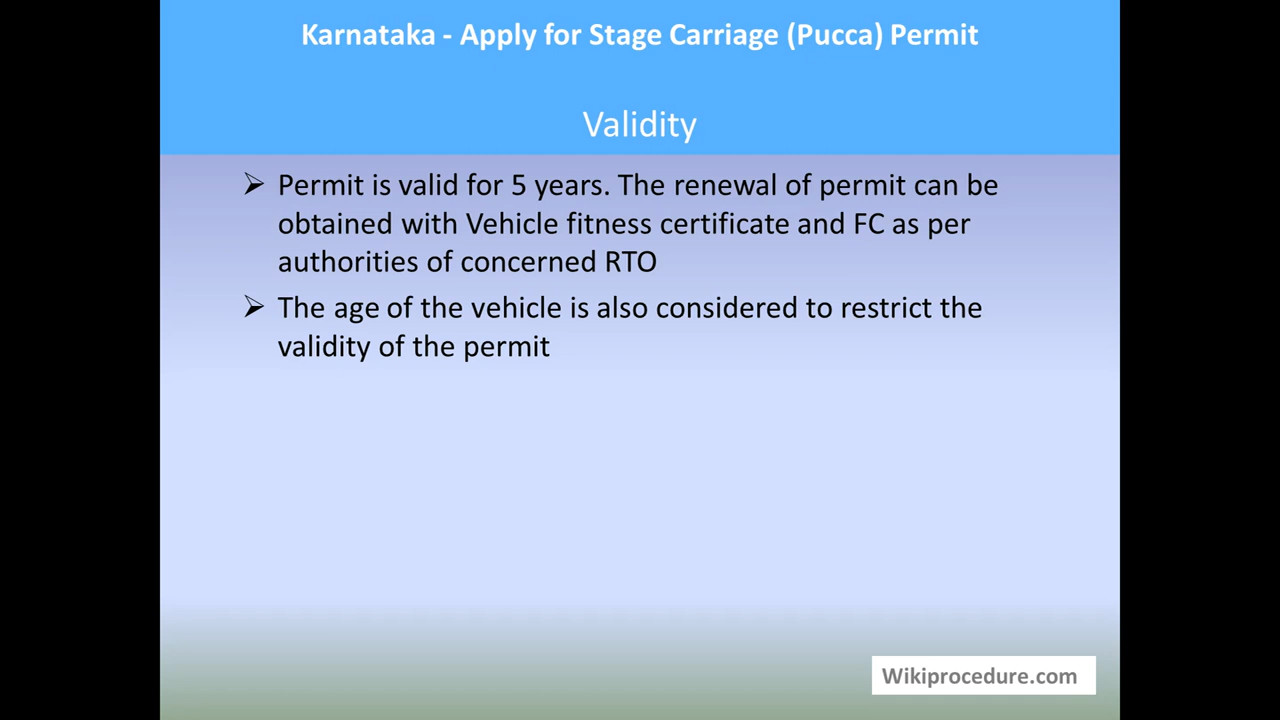 Karnataka - Apply for Stage Carriage (Pucca) Permit
Validity
➢ Permit is valid for 5 years. The renewal of permit can be
obtained with Vehicle fitness certificate and FC as per
authorities of concerned RTO
➢ The age of the vehicle is also considered to restrict the
validity of the permit
Wikiprocedure.com